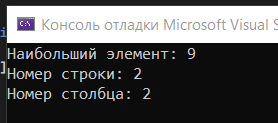 Консоль отладки Microsoft Visual S
Наибольший элемент: 9
Номер строки: 2
Номер столбца: 2